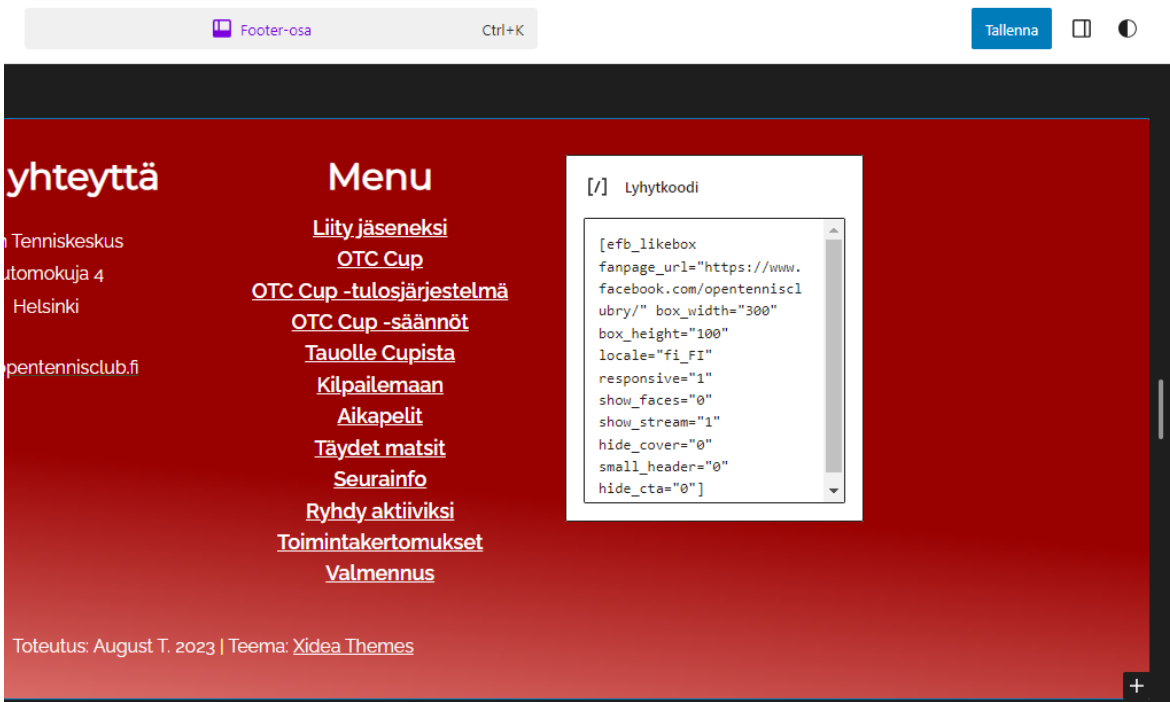 Footer-osa
Ctrl+K
Tallenna
yhteyttä
Tenniskeskus
utomokuja 4
Helsinki
pentennisclub.fi
Menu
Liity jäseneksi
OTC Cup
OTC Cup -tulosjärjestelmä
OTC Cup -säännöt
Tauolle Cupista
Kilpailemaan
Aikapelit
Täydet matsit
Seurainfo
Ryhdy aktiiviksi
Toimintakertomukset
Valmennus
[/] Lyhytkoodi
[efb_likebox
fanpage_url="https://www.
facebook.com/opentenniscl
ubry/" box_width="300"
box_height="100"
locale="fi_FI"
responsive="1"
show_faces="0"
show_stream="1"
hide_cover="0"
small_header="0"
hide_cta="0"]
Toteutus: August T. 2023 | Teema: Xidea Themes